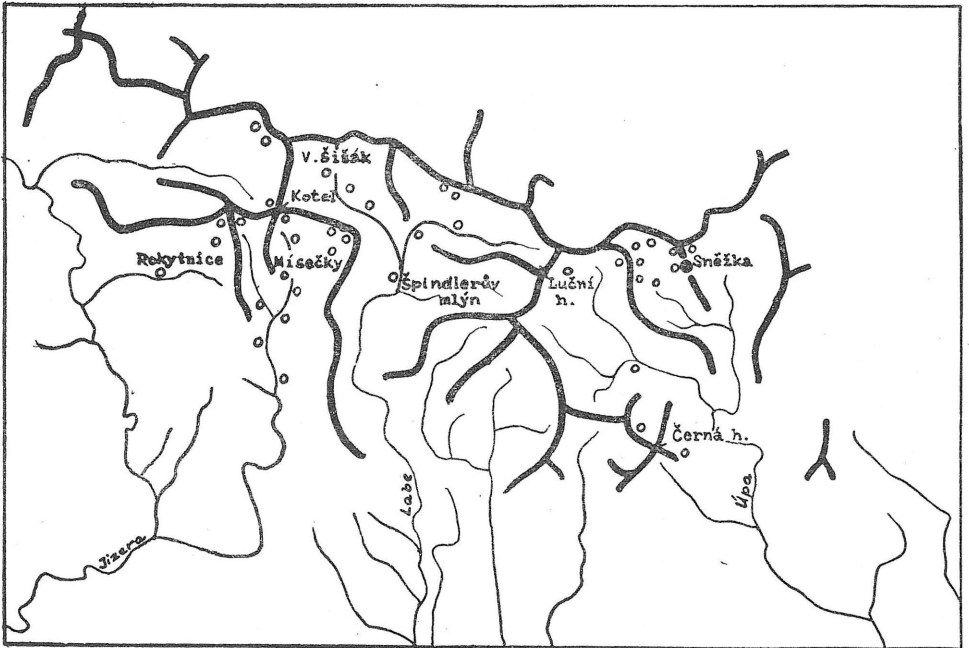 V.Šišák
Kotel
Rokytnice
Mísečky
Špindlerův
mlýn
Luční
h.
Sněžka
Černá h.
Labe
Úpa
Jizera